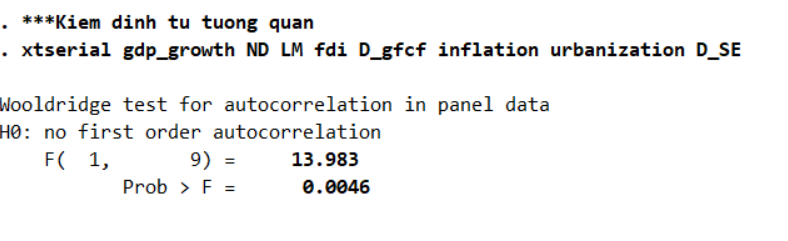 . ***Kiem dinh tu tuong quan
. xtserial gdp_growth ND LM fdi D_gfcf inflation urbanization D_SE
Wooldridge test for autocorrelation in panel data
H0: no first order autocorrelation
F( 1, 9) = 13.983
Prob > F = 0.0046